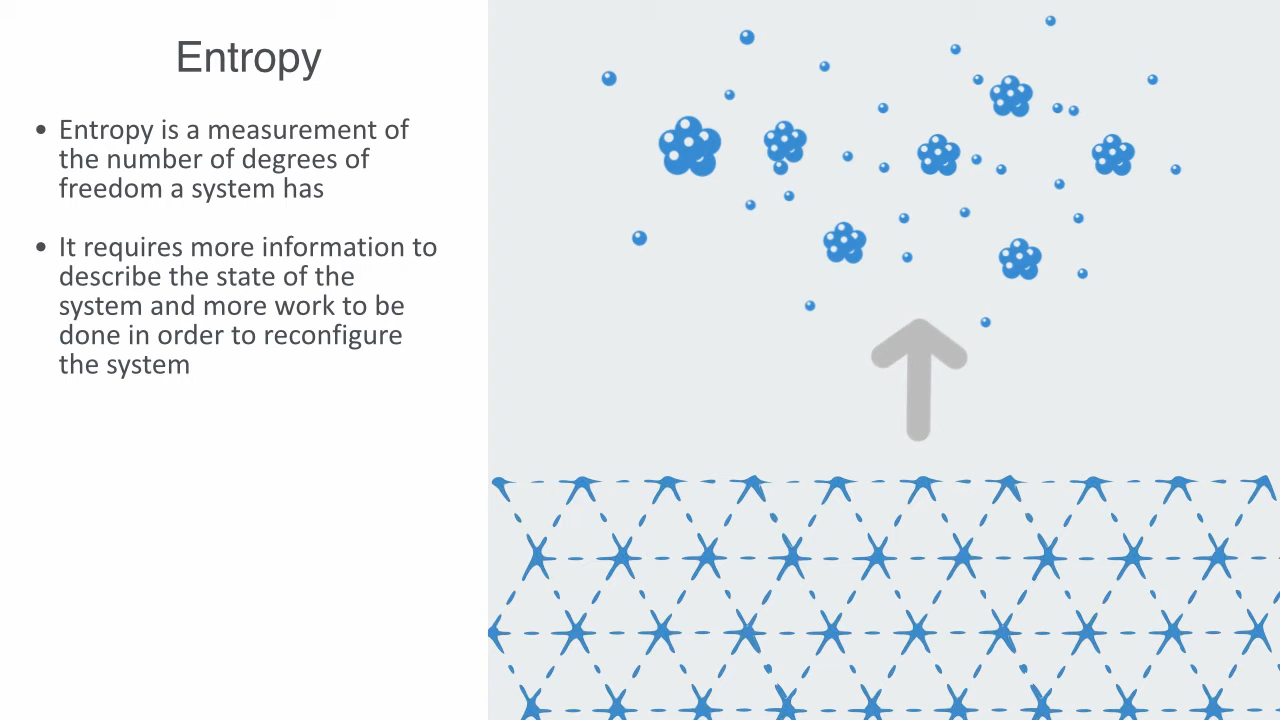 Entropy
• Entropy is a measurement of
the number of degrees of
freedom a system has
• It requires more information to
describe the state of the
system and more work to be
done in order to reconfigure
the system